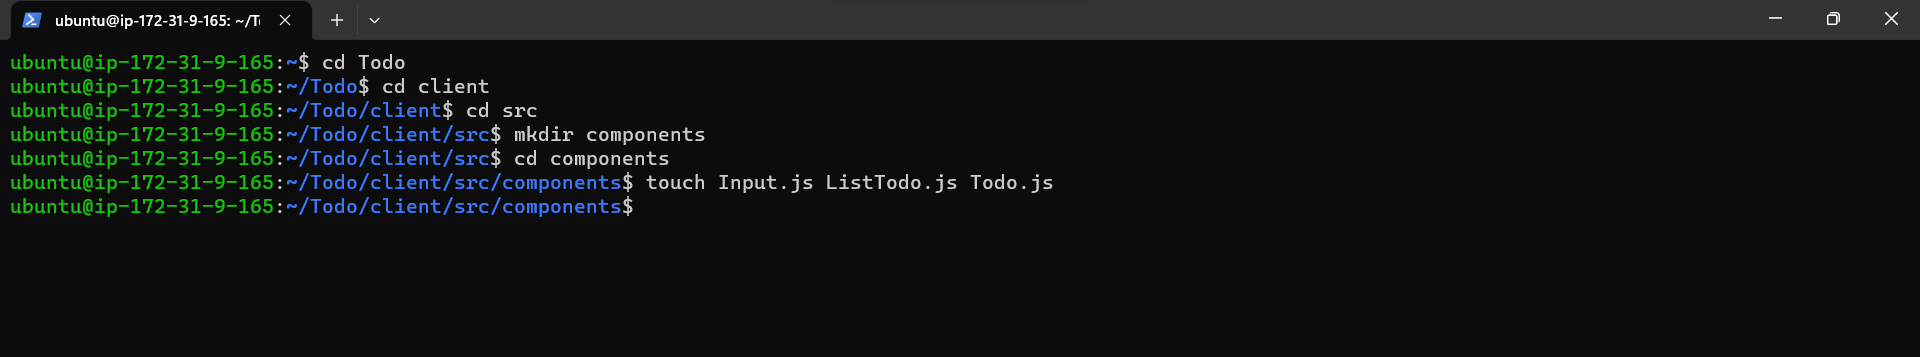 ubuntu@ip-172-31-9-165: ~/To
ubuntu@ip-172-31-9-165:~$ cd Todo
ubuntu@ip-172-31-9-165:~/Todo$ cd client
ubuntu@ip-172-31-9-165:~/Todo/client$ cd src
ubuntu@ip-172-31-9-165:~/Todo/client/src$ mkdir components
ubuntu@ip-172-31-9-165:~/Todo/client/src$ cd components
ubuntu@ip-172-31-9-165:~/Todo/client/src/components$ touch Input.js ListTodo.js Todo.js
ubuntu@ip-172-31-9-165:~/Todo/client/src/components$